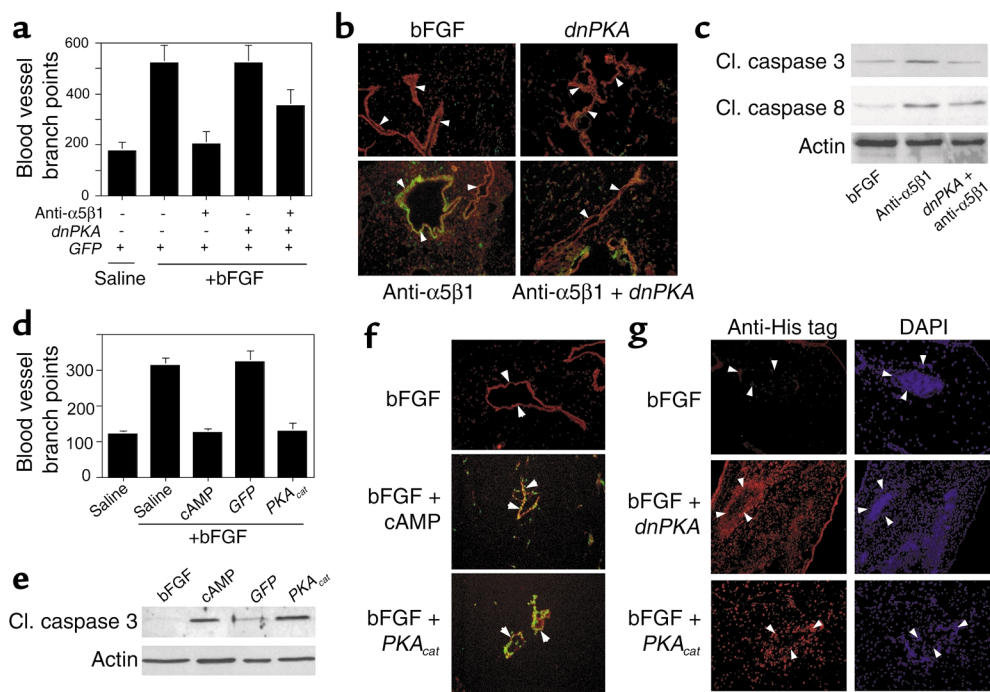 a
Blood vessel
branch points
600
400
200
0
Anti-α5β1 - - + - +
dnPKA - - - + +
GFP + + + + +
Saline
+bFGF
b
bFGF
dnPKA
Anti-α5β1
Anti-α5β1 + dnPKA
c
Cl. caspase 3
Cl. caspase 8
Actin
bFGF
Anti-α5β1
dnPKA +
anti-α5β1
d
Blood vessel
branch points
300
200
100
0
Saline
Saline
cAMP
GFP
PKAcat
+bFGF
e
bFGF
cAMP
GFP
PKAcat
Cl. caspase 3
Actin
f
bFGF
bFGF +
cAMP
bFGF +
PKAcat
g
Anti-His tag
DAPI
bFGF
bFGF +
dnPKA
bFGF +
PKAcat